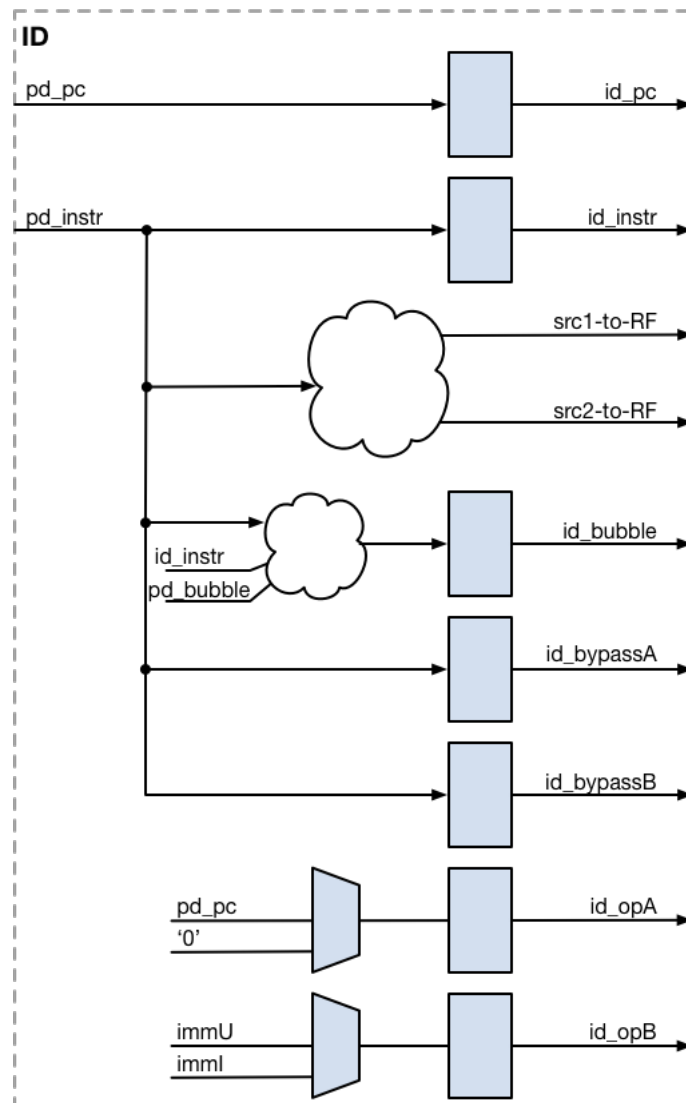 ID
pd_pc
id_pc
pd_instr
id_instr
src1-to-RF
src2-to-RF
id_bubble
id_instr
pd_bubble
id_bypassA
id_bypassB
pd_pc
id_opA
‘0’
immU
id_opB
immI